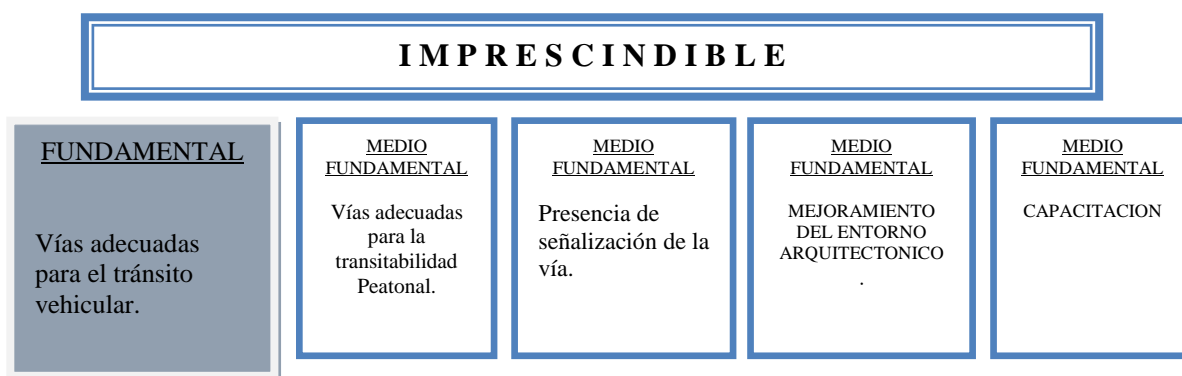 I M P R E S C I N D I B L E
FUNDAMENTAL
Vías adecuadas
para el tránsito
vehicular.
MEDIO
FUNDAMENTAL
Vías adecuadas
para la
transitabilidad
Peatonal.
MEDIO
FUNDAMENTAL
Presencia de
señalización de la
vía.
MEDIO
FUNDAMENTAL
MEJORAMIENTO
DEL ENTORNO
ARQUITECTONICO
.
MEDIO
FUNDAMENTAL
CAPACITACION